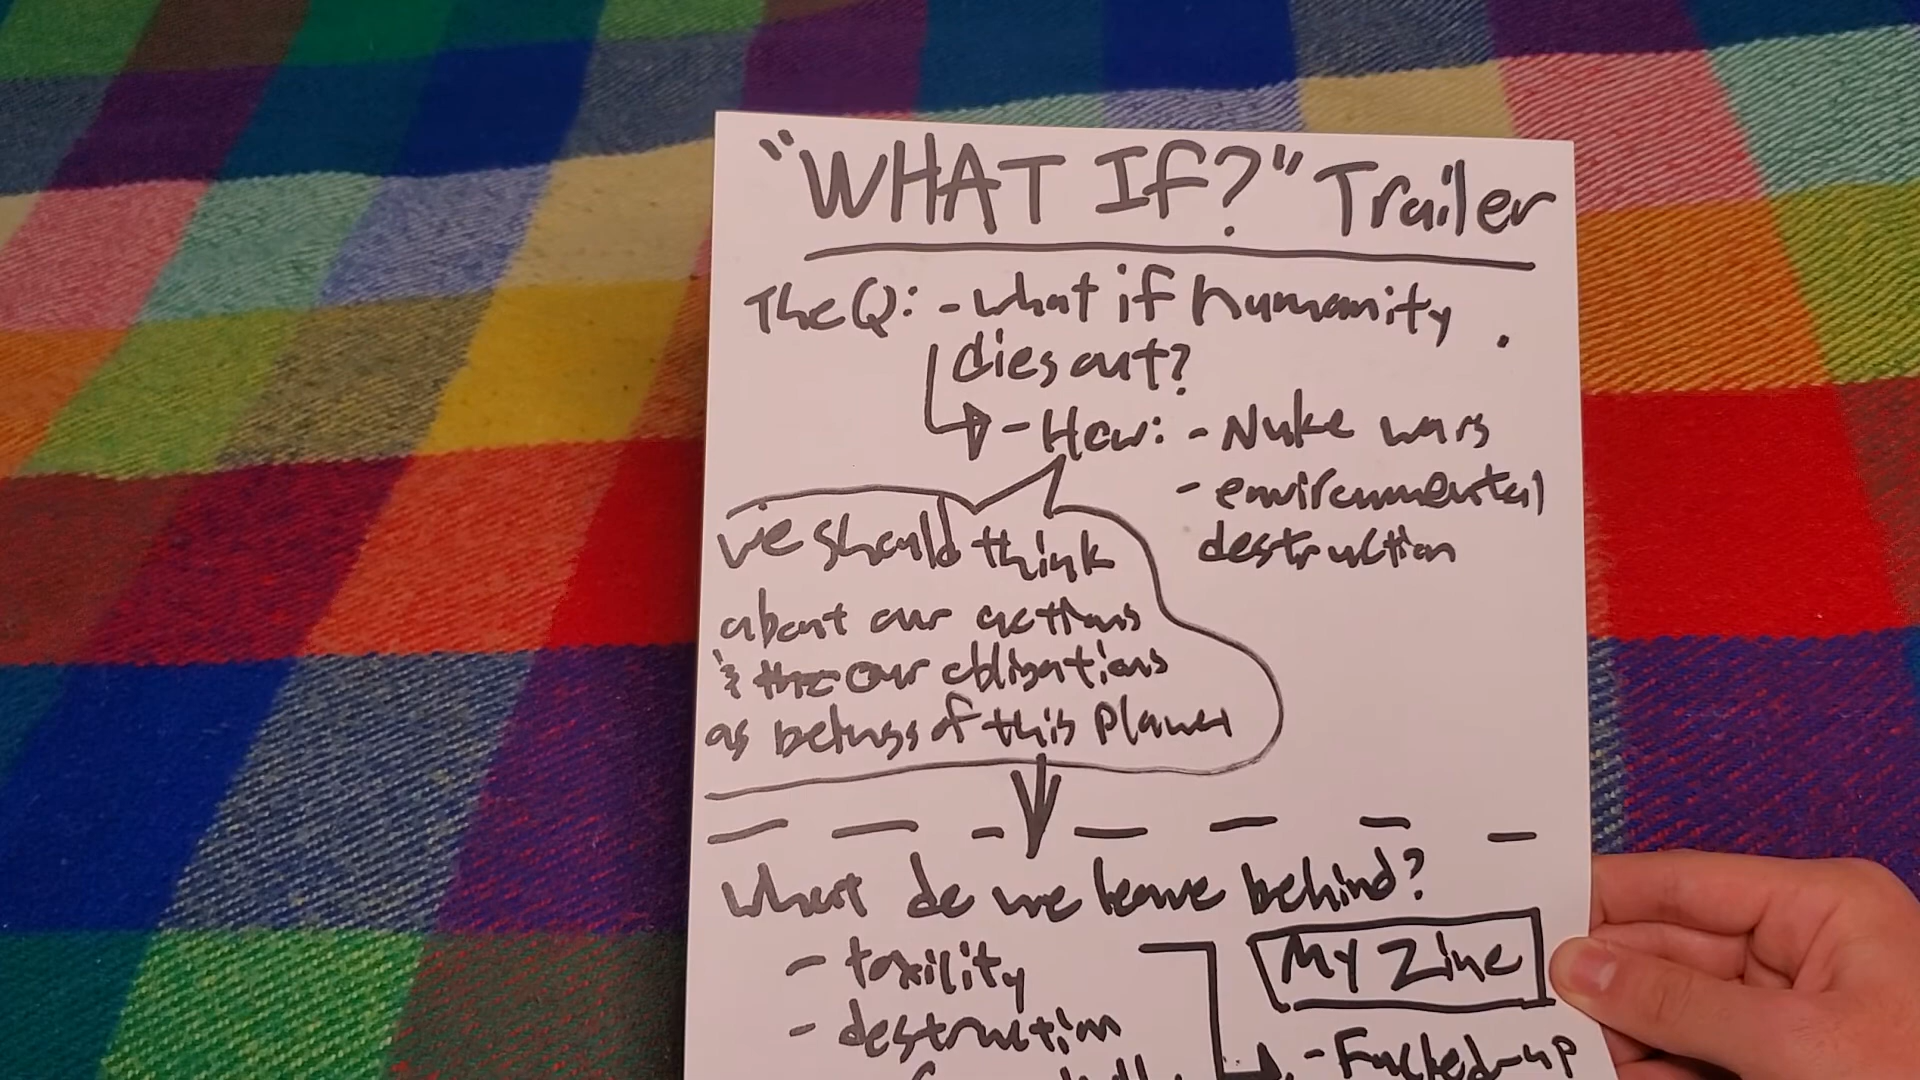 "WHAT IF?" Trailer
The Q: - what if humanity
dies out?
- How: - Nuke wars
- environmental
destruction
we should think
about our actions
& the our obligations
as beings of this planet
What do we leave behind?
- toxility
My Zine
- destruction
- Fucked-up